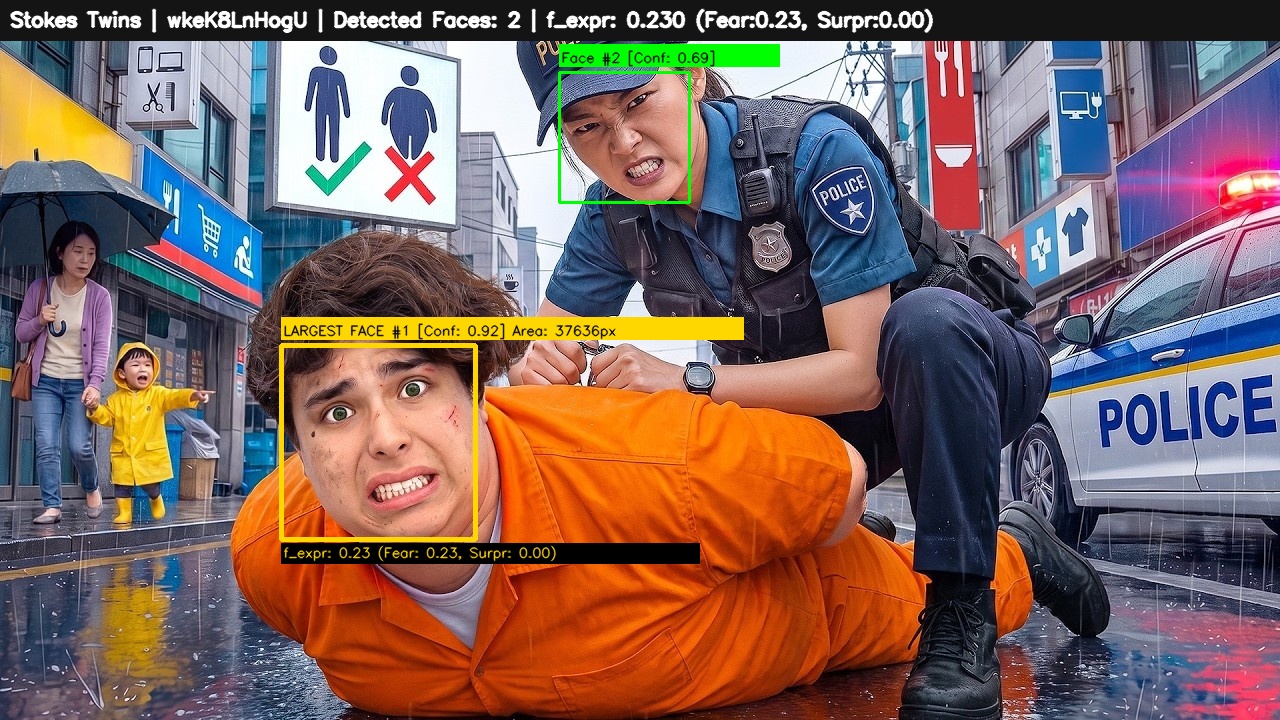 Stokes Twins | wkeK8LnHogU | Detected Faces: 2 | f_expr: 0.230 (Fear:0.23, Surpr:0.00)
Face #2 [Conf: 0.69]
POLICE
LARGEST FACE #1 [Conf: 0.92] Area: 37636px
POLICE
f_expr: 0.23 (Fear: 0.23, Surpr: 0.00)